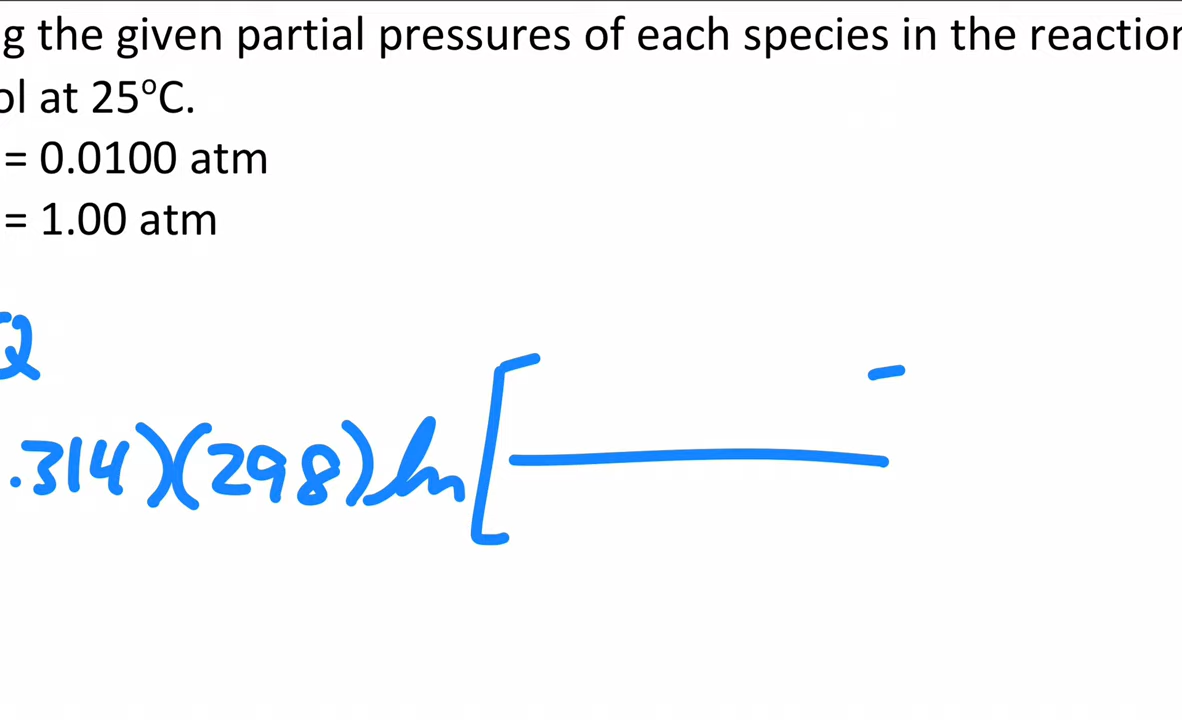 g the given partial pressures of each species in the reaction
ol at 25°C.
= 0.0100 atm
= 1.00 atm
Q
.314)(298)ln[